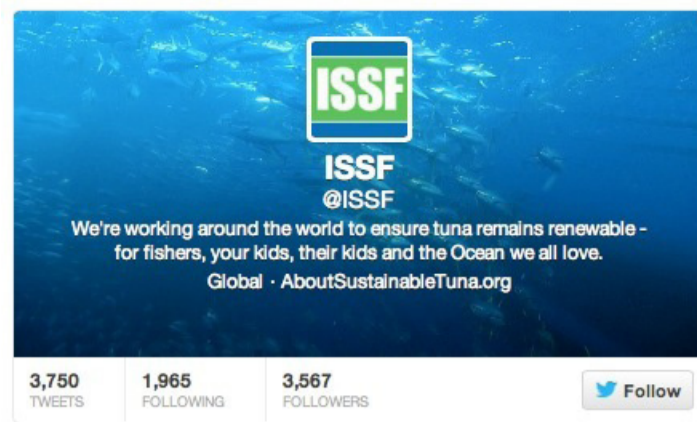 ISSF
ISSF
@ISSF
We're working around the world to ensure tuna remains renewable -
for fishers, your kids, their kids and the Ocean we all love.
Global · AboutSustainableTuna.org
3,750 1,965 3,567 Follow
TWEETS FOLLOWING FOLLOWERS